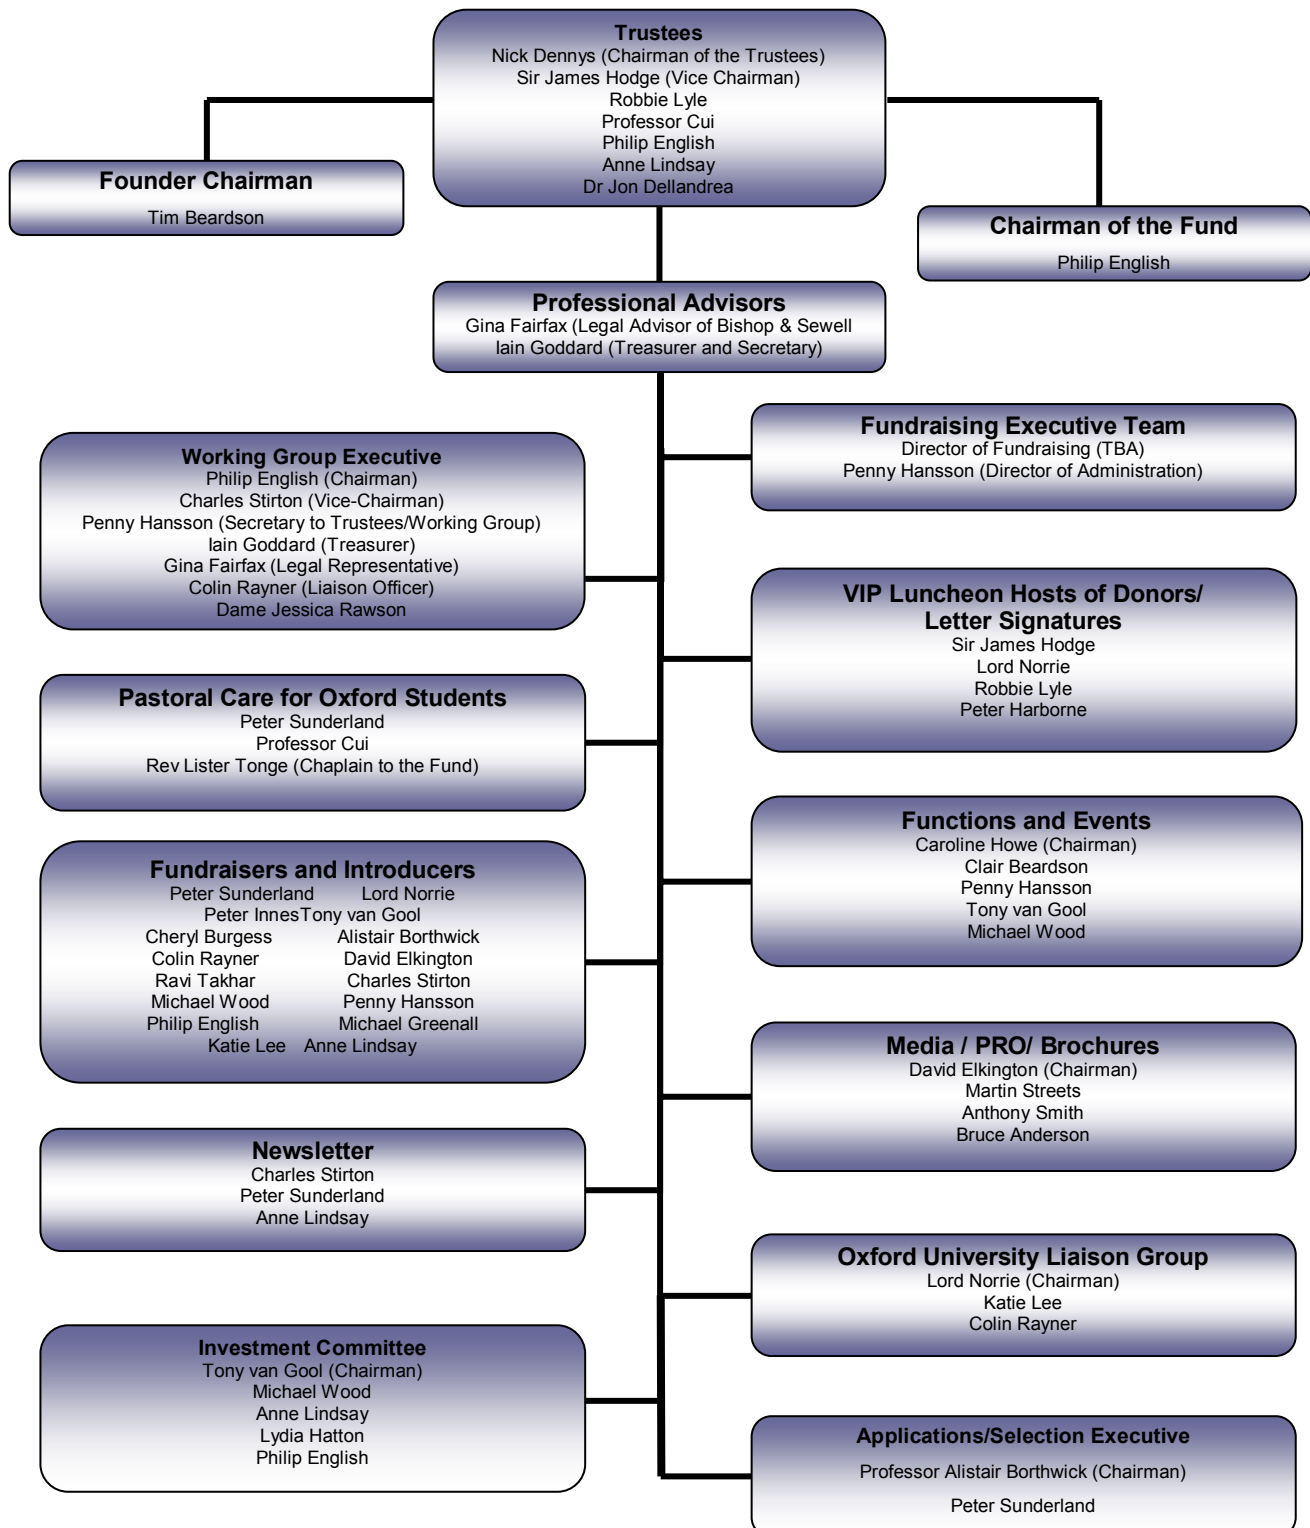 Trustees
Nick Dennys (Chairman of the Trustees)
Sir James Hodge (Vice Chairman)
Robbie Lyle
Professor Cui
Philip English
Anne Lindsay
Dr Jon Dellandrea
Founder Chairman
Tim Beardson
Chairman of the Fund
Philip English
Professional Advisors
Gina Fairfax (Legal Advisor of Bishop & Sewell
Iain Goddard (Treasurer and Secretary)
Working Group Executive
Philip English (Chairman)
Charles Stirton (Vice-Chairman)
Penny Hansson (Secretary to Trustees/Working Group)
Iain Goddard (Treasurer)
Gina Fairfax (Legal Representative)
Colin Rayner (Liaison Officer)
Dame Jessica Rawson
Fundraising Executive Team
Director of Fundraising (TBA)
Penny Hansson (Director of Administration)
VIP Luncheon Hosts of Donors/
Letter Signatures
Sir James Hodge
Lord Norrie
Robbie Lyle
Peter Harborne
Pastoral Care for Oxford Students
Peter Sunderland
Professor Cui
Rev Lister Tonge (Chaplain to the Fund)
Functions and Events
Caroline Howe (Chairman)
Clair Beardson
Penny Hansson
Tony van Gool
Michael Wood
Fundraisers and Introducers
Peter Sunderland Lord Norrie
Peter InnesTony van Gool
Cheryl Burgess Alistair Borthwick
Colin Rayner David Elkington
Ravi Takhar Charles Stirton
Michael Wood Penny Hansson
Philip English Michael Greenall
Katie Lee Anne Lindsay
Media / PRO/ Brochures
David Elkington (Chairman)
Martin Streets
Anthony Smith
Bruce Anderson
Newsletter
Charles Stirton
Peter Sunderland
Anne Lindsay
Oxford University Liaison Group
Lord Norrie (Chairman)
Katie Lee
Colin Rayner
Investment Committee
Tony van Gool (Chairman)
Michael Wood
Anne Lindsay
Lydia Hatton
Philip English
Applications/Selection Executive
Professor Alistair Borthwick (Chairman)
Peter Sunderland